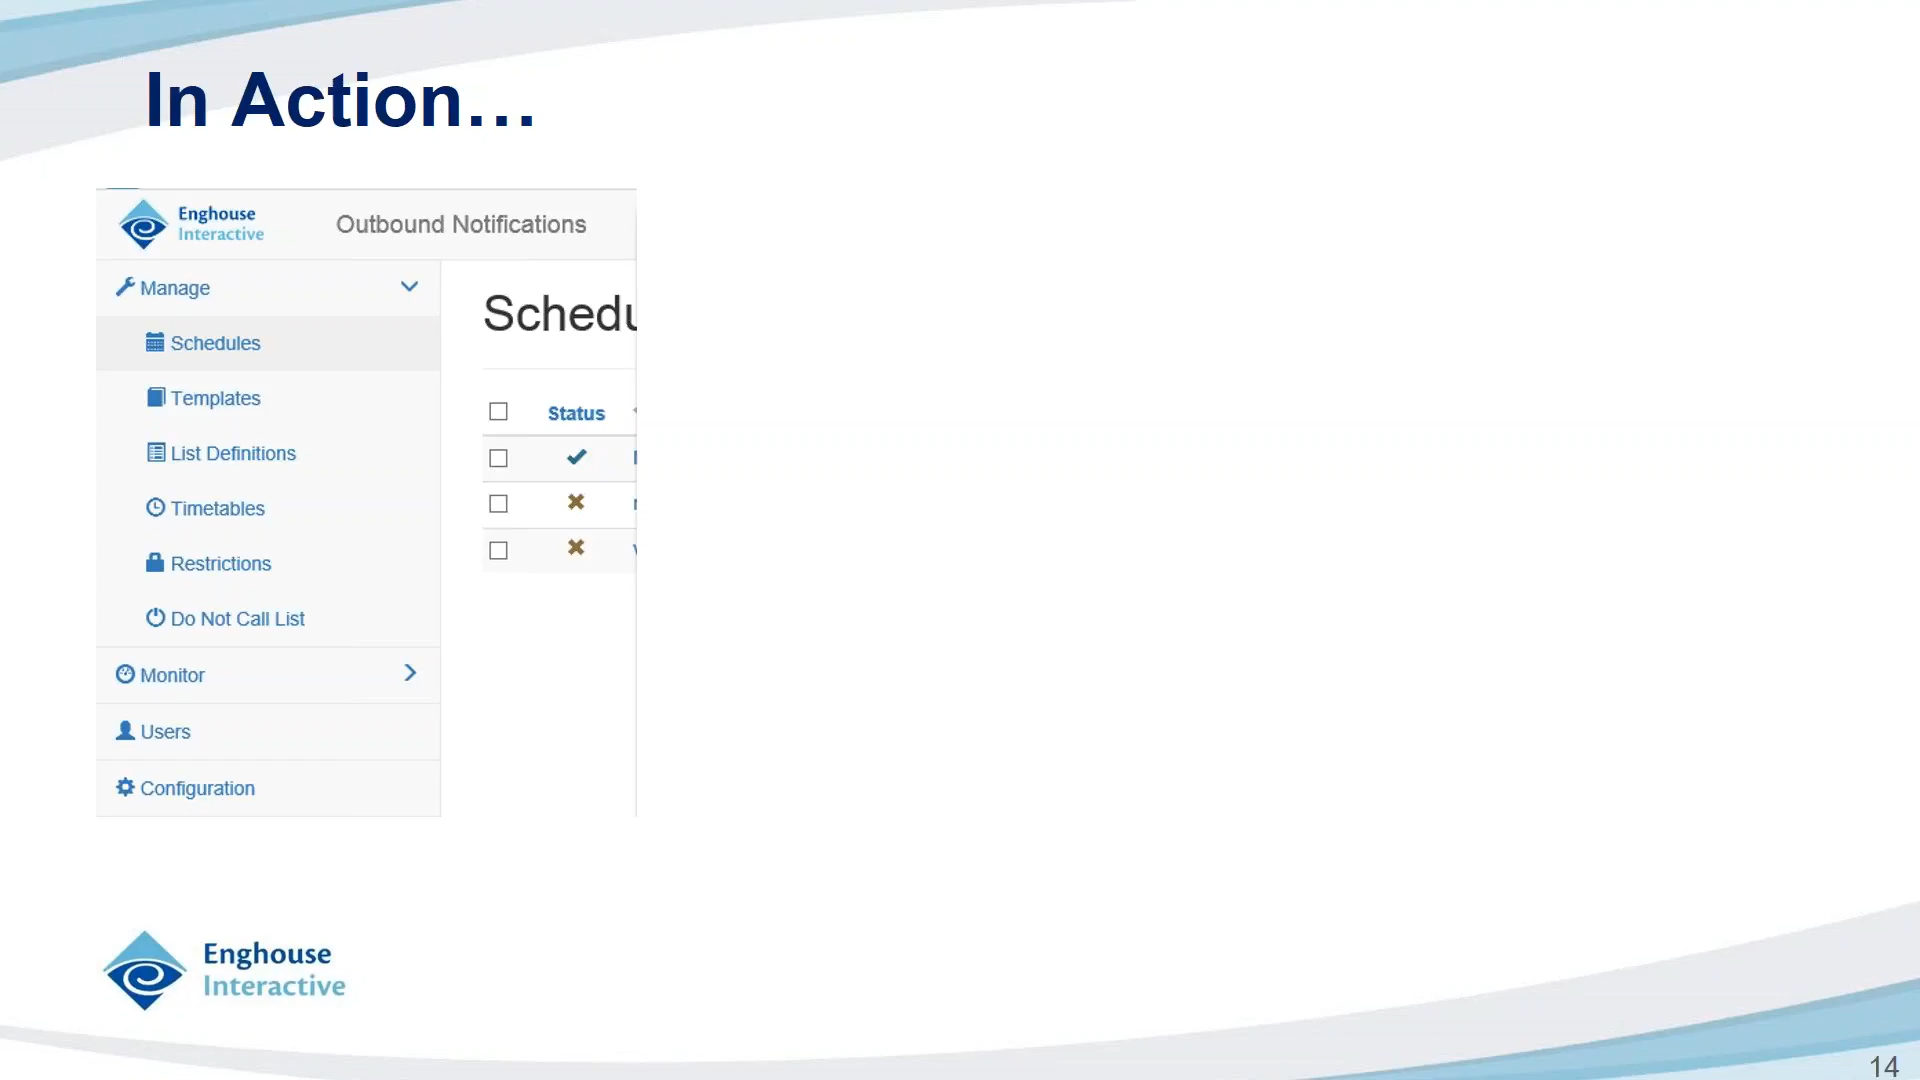 In Action…
Enghouse
Interactive
Outbound Notifications
Manage
Schedu
Schedules
Status
Templates
List Definitions
Timetables
Restrictions
Do Not Call List
Monitor
Users
Configuration
Enghouse
Interactive
14